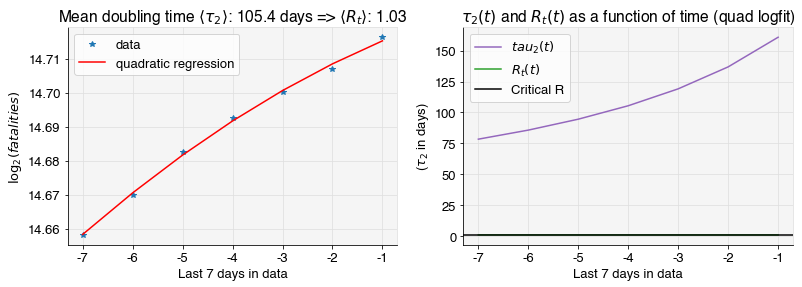 Mean doubling time ⟨τ₂⟩: 105.4 days => ⟨Rₜ⟩: 1.03
data
quadratic regression
log₂(fatalities)
14.71
14.70
14.69
14.68
14.67
14.66
-7 -6 -5 -4 -3 -2 -1
Last 7 days in data
τ₂(t) and Rₜ(t) as a function of time (quad logfit)
tau₂(t)
Rₜ(t)
Critical R
(τ₂ in days)
150
125
100
75
50
25
0
-7 -6 -5 -4 -3 -2 -1
Last 7 days in data